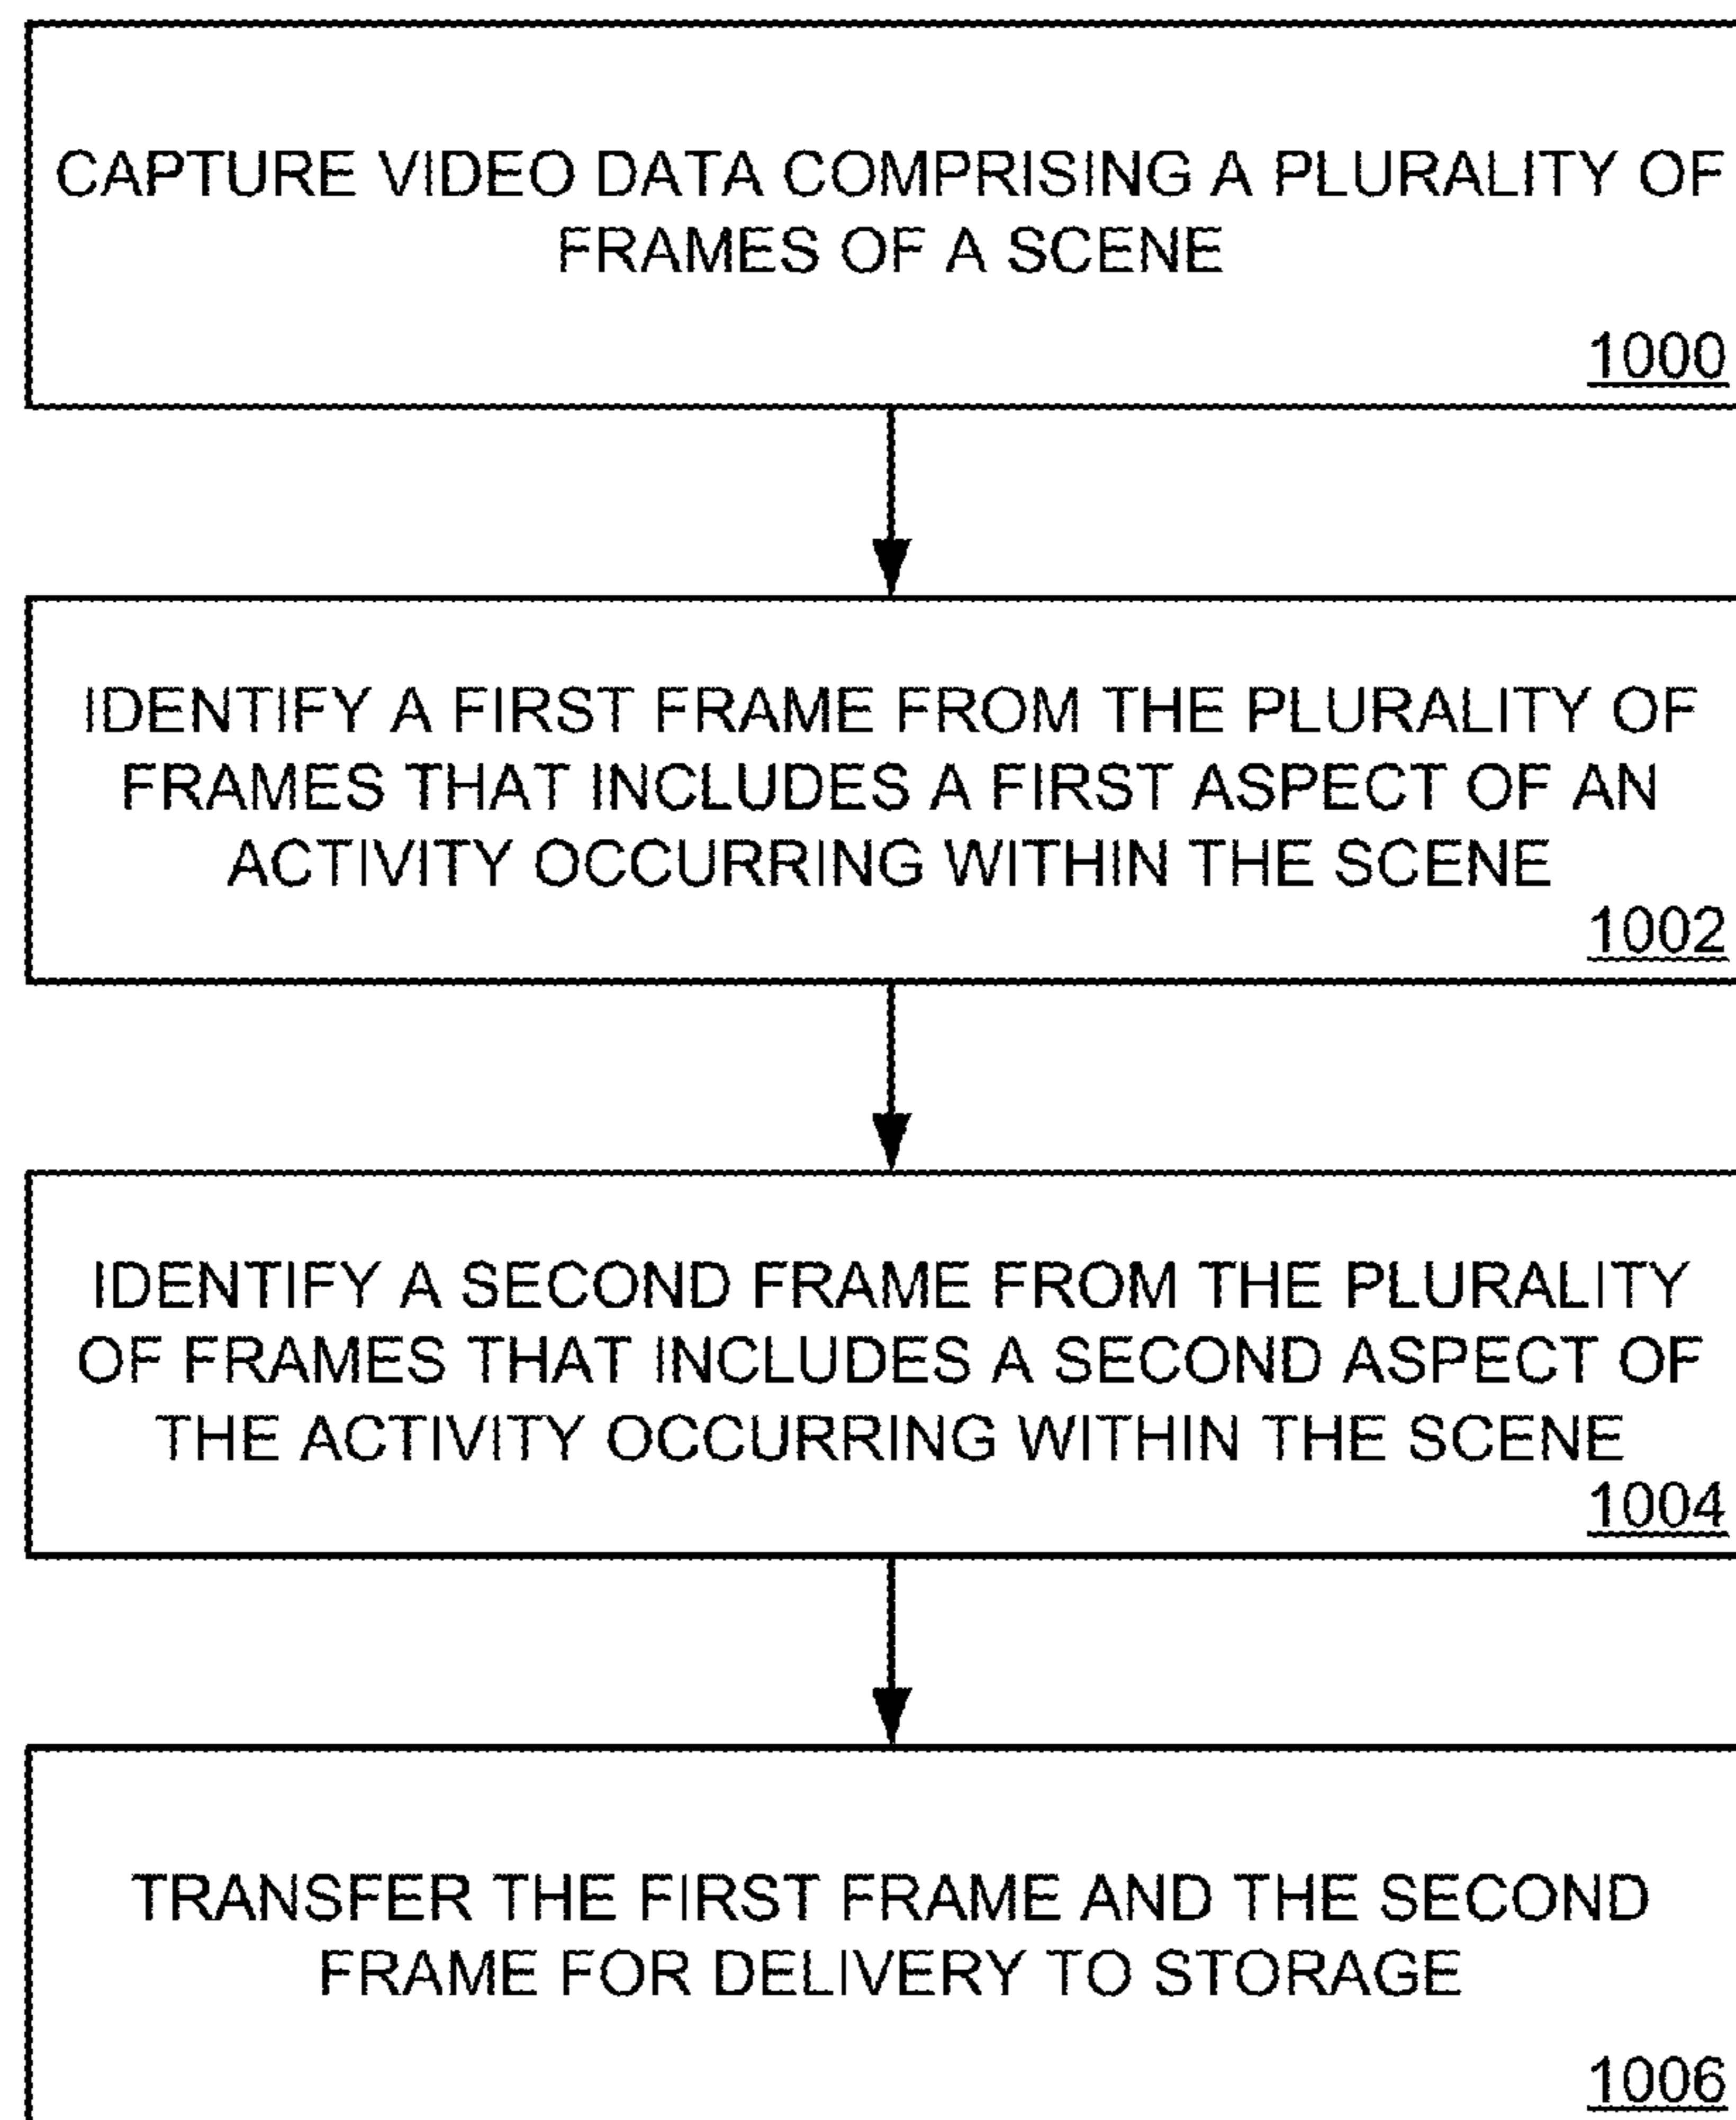 CAPTURE VIDEO DATA COMPRISING A PLURALITY OF
FRAMES OF A SCENE
1000
IDENTIFY A FIRST FRAME FROM THE PLURALITY OF
FRAMES THAT INCLUDES A FIRST ASPECT OF AN
ACTIVITY OCCURRING WITHIN THE SCENE
1002
IDENTIFY A SECOND FRAME FROM THE PLURALITY
OF FRAMES THAT INCLUDES A SECOND ASPECT OF
THE ACTIVITY OCCURRING WITHIN THE SCENE
1004
TRANSFER THE FIRST FRAME AND THE SECOND
FRAME FOR DELIVERY TO STORAGE
1006